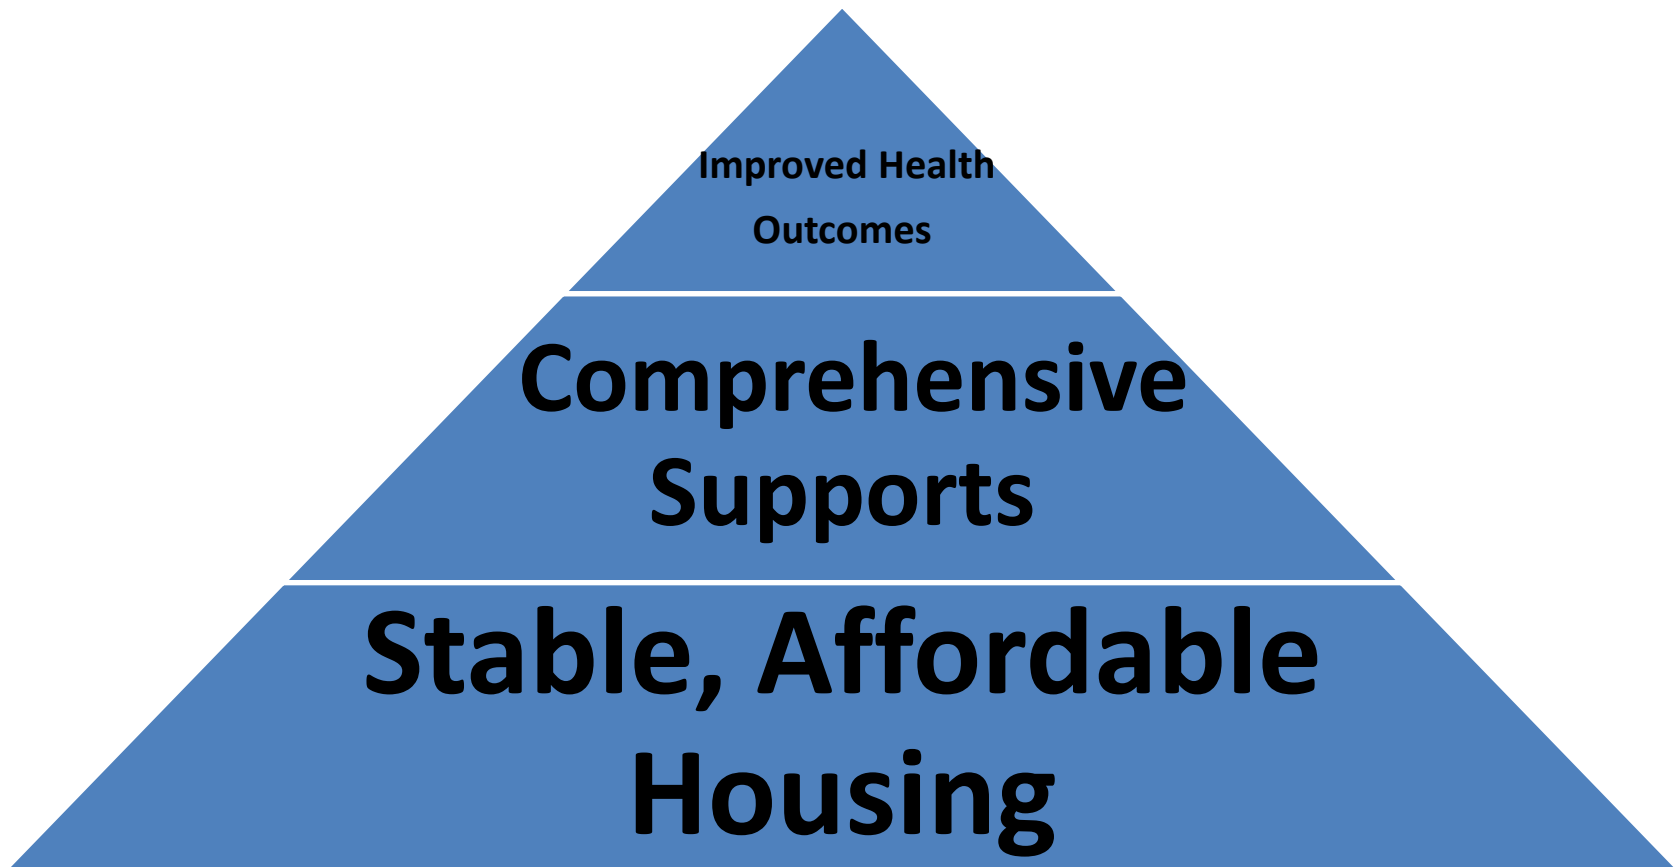 Improved Health
Outcomes
Comprehensive
Supports
Stable, Affordable
Housing